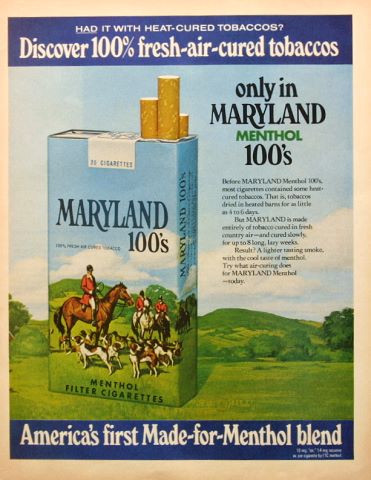 HAD IT WITH HEAT-CURED TOBACCOS?
Discover 100% fresh-air-cured tobaccos
only in
MARYLAND
MENTHOL
100's
Before MARYLAND Menthol 100's,
most cigarettes contained some heat-
cured tobaccos. That is, tobaccos
dried in heated barns for as little
as 4 to 6 days.
But MARYLAND is made
entirely of tobacco cured in fresh
country air—and cured slowly,
for up to 8 long, lazy weeks.
Result? A lighter tasting smoke,
with the cool taste of menthol.
Try what air-curing does
for MARYLAND Menthol
—today.
20 CIGARETTES
MARYLAND
100's
100% FRESH AIR CURED TOBACCO
MENTHOL
FILTER CIGARETTES
MARYLAND 100's
America's first Made-for-Menthol blend